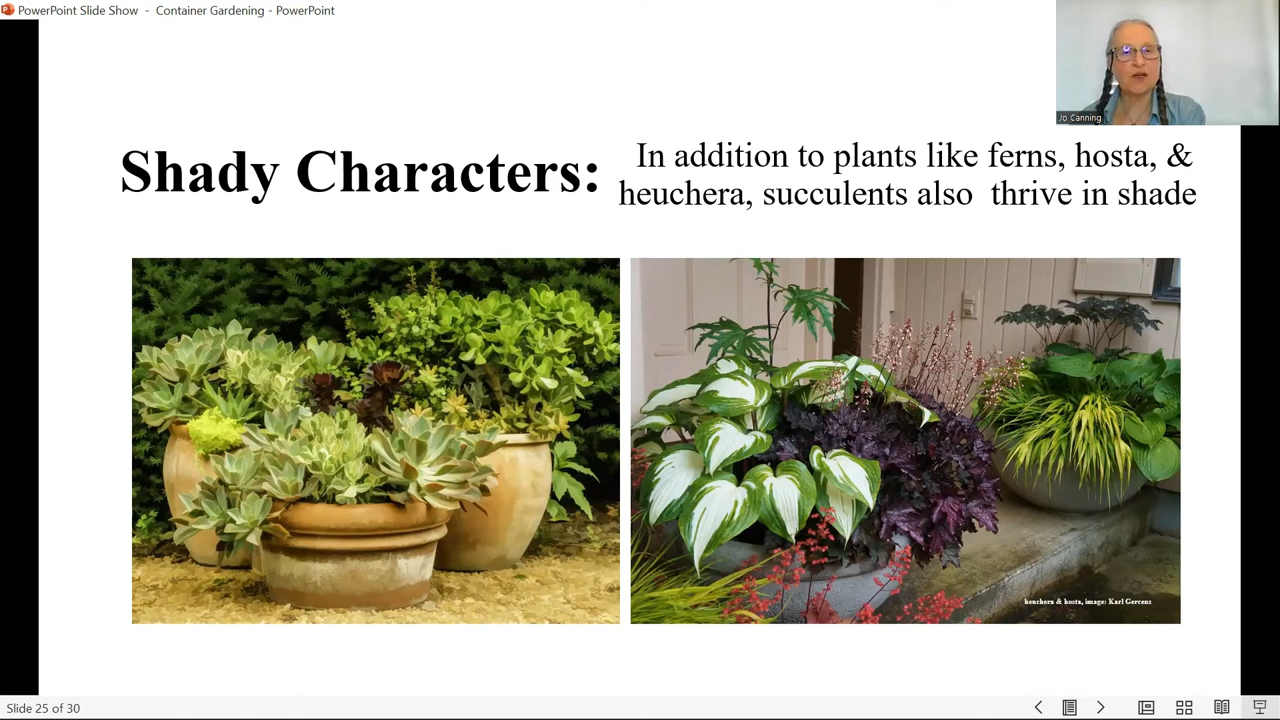 PowerPoint Slide Show - Container Gardening - PowerPoint
Jo Canning
Shady Characters:
In addition to plants like ferns, hosta, &
heuchera, succulents also thrive in shade
heuchera & hosta, image: Karl Gercens
Slide 25 of 30